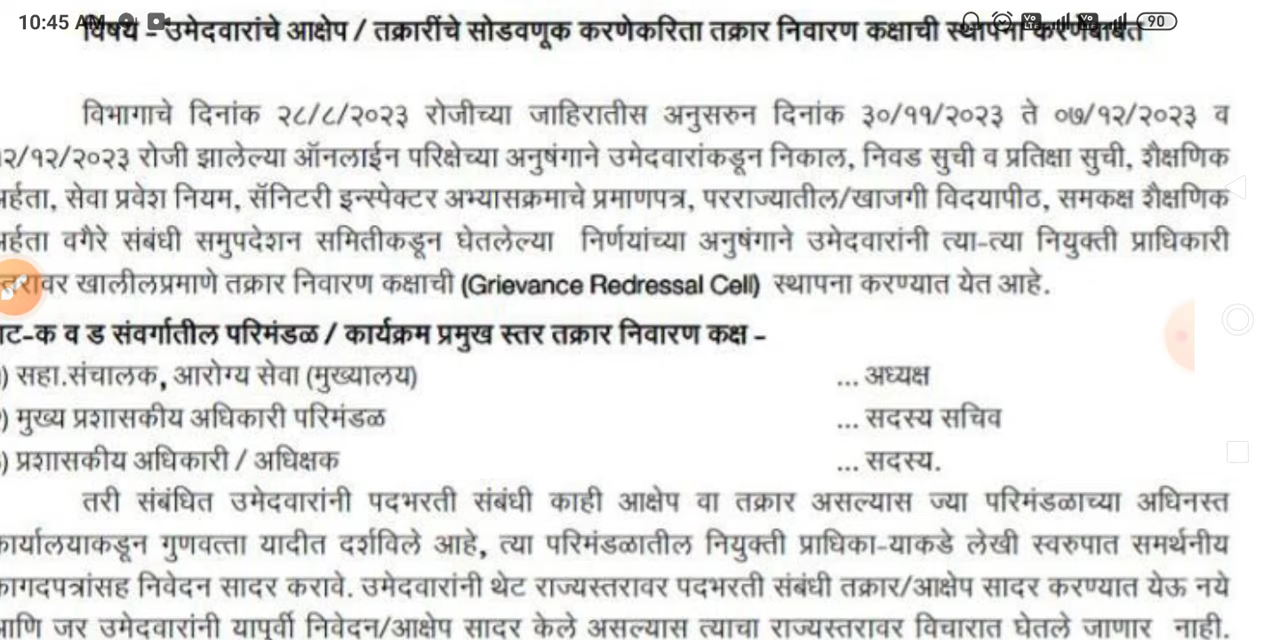 10:45 AM 90
विषय – उमेदवारांचे आक्षेप / तक्रारींचे सोडवणूक करणेकरिता तक्रार निवारण कक्षाची स्थापना करणेबाबत
विभागाचे दिनांक २८/८/२०२३ रोजीच्या जाहिरातीस अनुसरुन दिनांक ३०/११/२०२३ ते ०७/१२/२०२३ व
२/१२/२०२३ रोजी झालेल्या ऑनलाईन परिक्षेच्या अनुषंगाने उमेदवारांकडून निकाल, निवड सुची व प्रतिक्षा सुची, शैक्षणिक
र्हता, सेवा प्रवेश नियम, सॅनिटरी इन्स्पेक्टर अभ्यासक्रमाचे प्रमाणपत्र, परराज्यातील/खाजगी विदयापीठ, समकक्ष शैक्षणिक
र्हता वगैरे संबंधी समुपदेशन समितीकडून घेतलेल्या निर्णयांच्या अनुषंगाने उमेदवारांनी त्या-त्या नियुक्ती प्राधिकारी
स्तरावर खालीलप्रमाणे तक्रार निवारण कक्षाची (Grievance Redressal Cell) स्थापना करण्यात येत आहे.
गट-क व ड संवर्गातील परिमंडळ / कार्यक्रम प्रमुख स्तर तक्रार निवारण कक्ष –
) सहा.संचालक, आरोग्य सेवा (मुख्यालय) ... अध्यक्ष
) मुख्य प्रशासकीय अधिकारी परिमंडळ ... सदस्य सचिव
) प्रशासकीय अधिकारी / अधिक्षक ... सदस्य.
तरी संबंधित उमेदवारांनी पदभरती संबंधी काही आक्षेप वा तक्रार असल्यास ज्या परिमंडळाच्या अधिनस्त
कार्यालयाकडून गुणवत्ता यादीत दर्शविले आहे, त्या परिमंडळातील नियुक्ती प्राधिका-याकडे लेखी स्वरुपात समर्थनीय
कागदपत्रांसह निवेदन सादर करावे. उमेदवारांनी थेट राज्यस्तरावर पदभरती संबंधी तक्रार/आक्षेप सादर करण्यात येऊ नये
आणि जर उमेदवारांनी यापूर्वी निवेदन/आक्षेप सादर केले असल्यास त्याचा राज्यस्तरावर विचारात घेतले जाणार नाही.